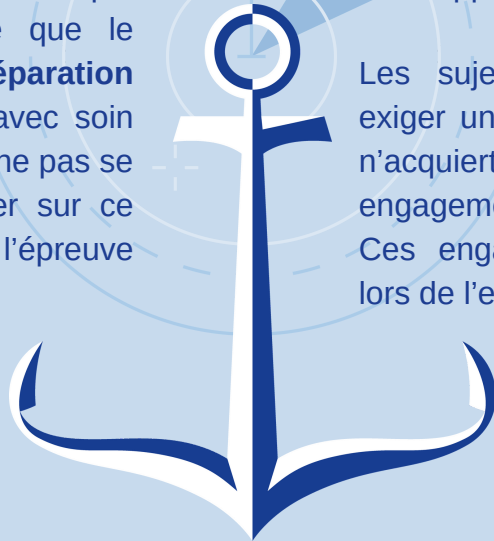 que le
éparation
avec soin
ne pas se
er sur ce
l'épreuve
Les suje
exiger un
n'acquiert
engageme
Ces enga
lors de l'e